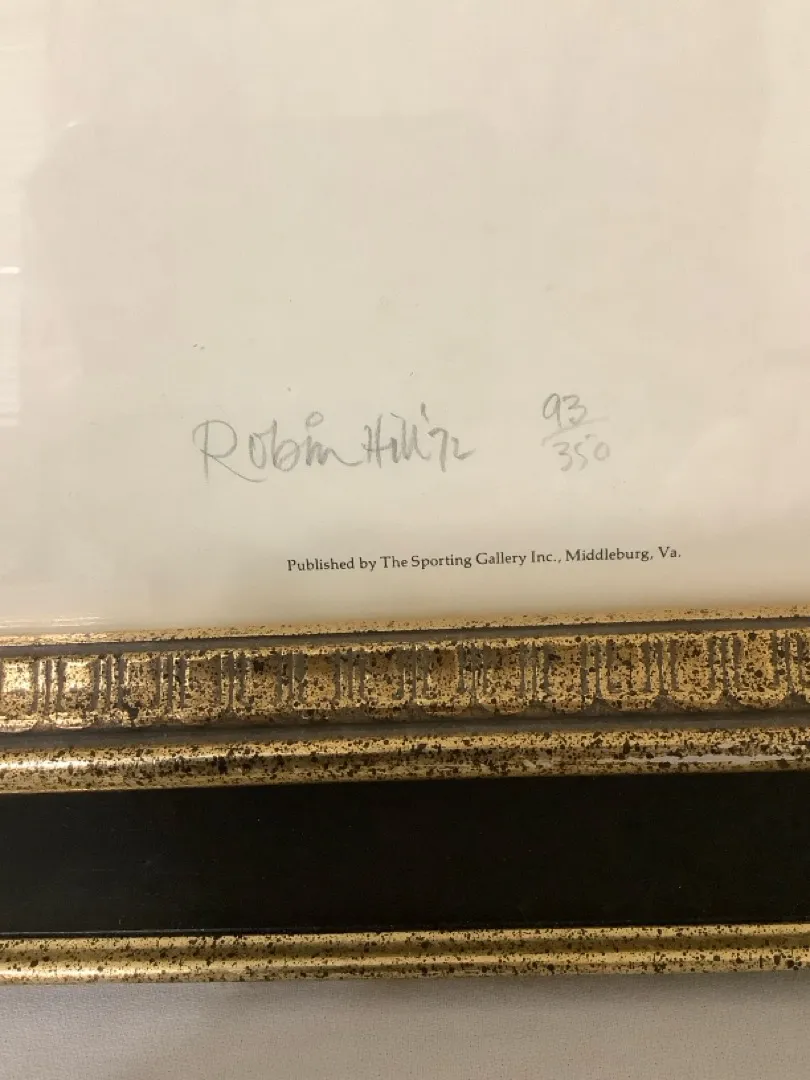 Robin Hill '72 93/350
Published by The Sporting Gallery Inc., Middleburg, Va.